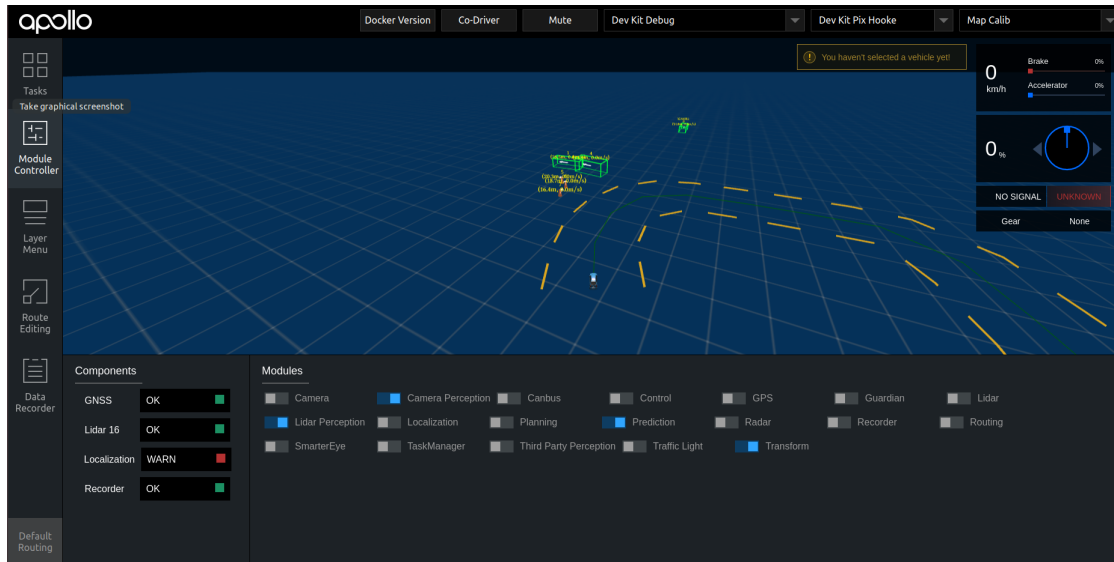 apollo
Docker Version
Co-Driver
Mute
Dev Kit Debug
Dev Kit Pix Hooke
Map Calib
Tasks
Take graphical screenshot
Module
Controller
Layer
Menu
Route
Editing
Data
Recorder
Default
Routing
You haven't selected a vehicle yet!
0
km/h
Brake 0%
Accelerator 0%
0 %
NO SIGNAL UNKNOWN
Gear None
Components
GNSS OK
Lidar 16 OK
Localization WARN
Recorder OK
Modules
Camera Camera Perception Canbus Control GPS Guardian Lidar
Lidar Perception Localization Planning Prediction Radar Recorder Routing
SmarterEye TaskManager Third Party Perception Traffic Light Transform